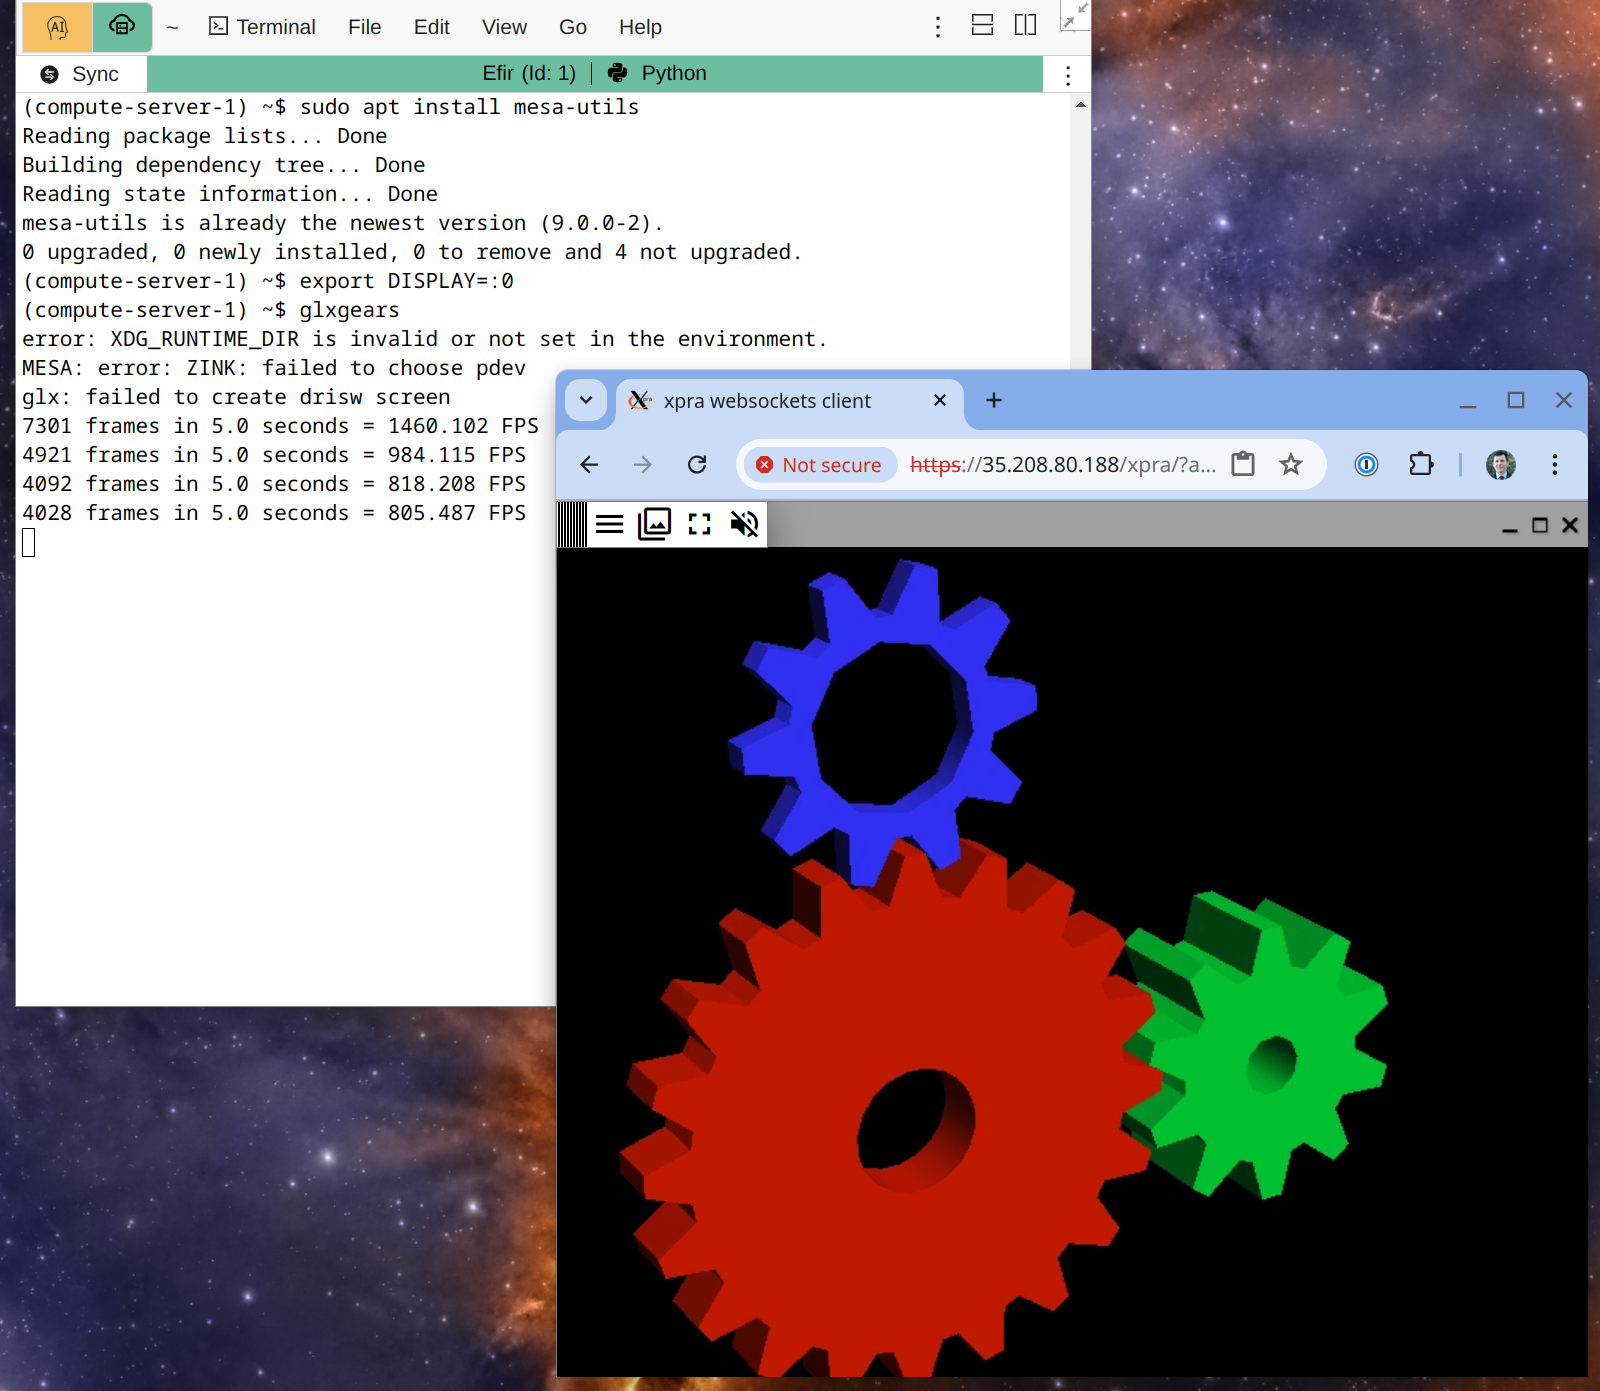 AI ~ Terminal File Edit View Go Help
Sync Efir (Id: 1) Python
(compute-server-1) ~$ sudo apt install mesa-utils
Reading package lists... Done
Building dependency tree... Done
Reading state information... Done
mesa-utils is already the newest version (9.0.0-2).
0 upgraded, 0 newly installed, 0 to remove and 4 not upgraded.
(compute-server-1) ~$ export DISPLAY=:0
(compute-server-1) ~$ glxgears
error: XDG_RUNTIME_DIR is invalid or not set in the environment.
MESA: error: ZINK: failed to choose pdev
glx: failed to create drisw screen
7301 frames in 5.0 seconds = 1460.102 FPS
4921 frames in 5.0 seconds = 984.115 FPS
4092 frames in 5.0 seconds = 818.208 FPS
4028 frames in 5.0 seconds = 805.487 FPS
xpra websockets client
Not secure https://35.208.80.188/xpra/?a...